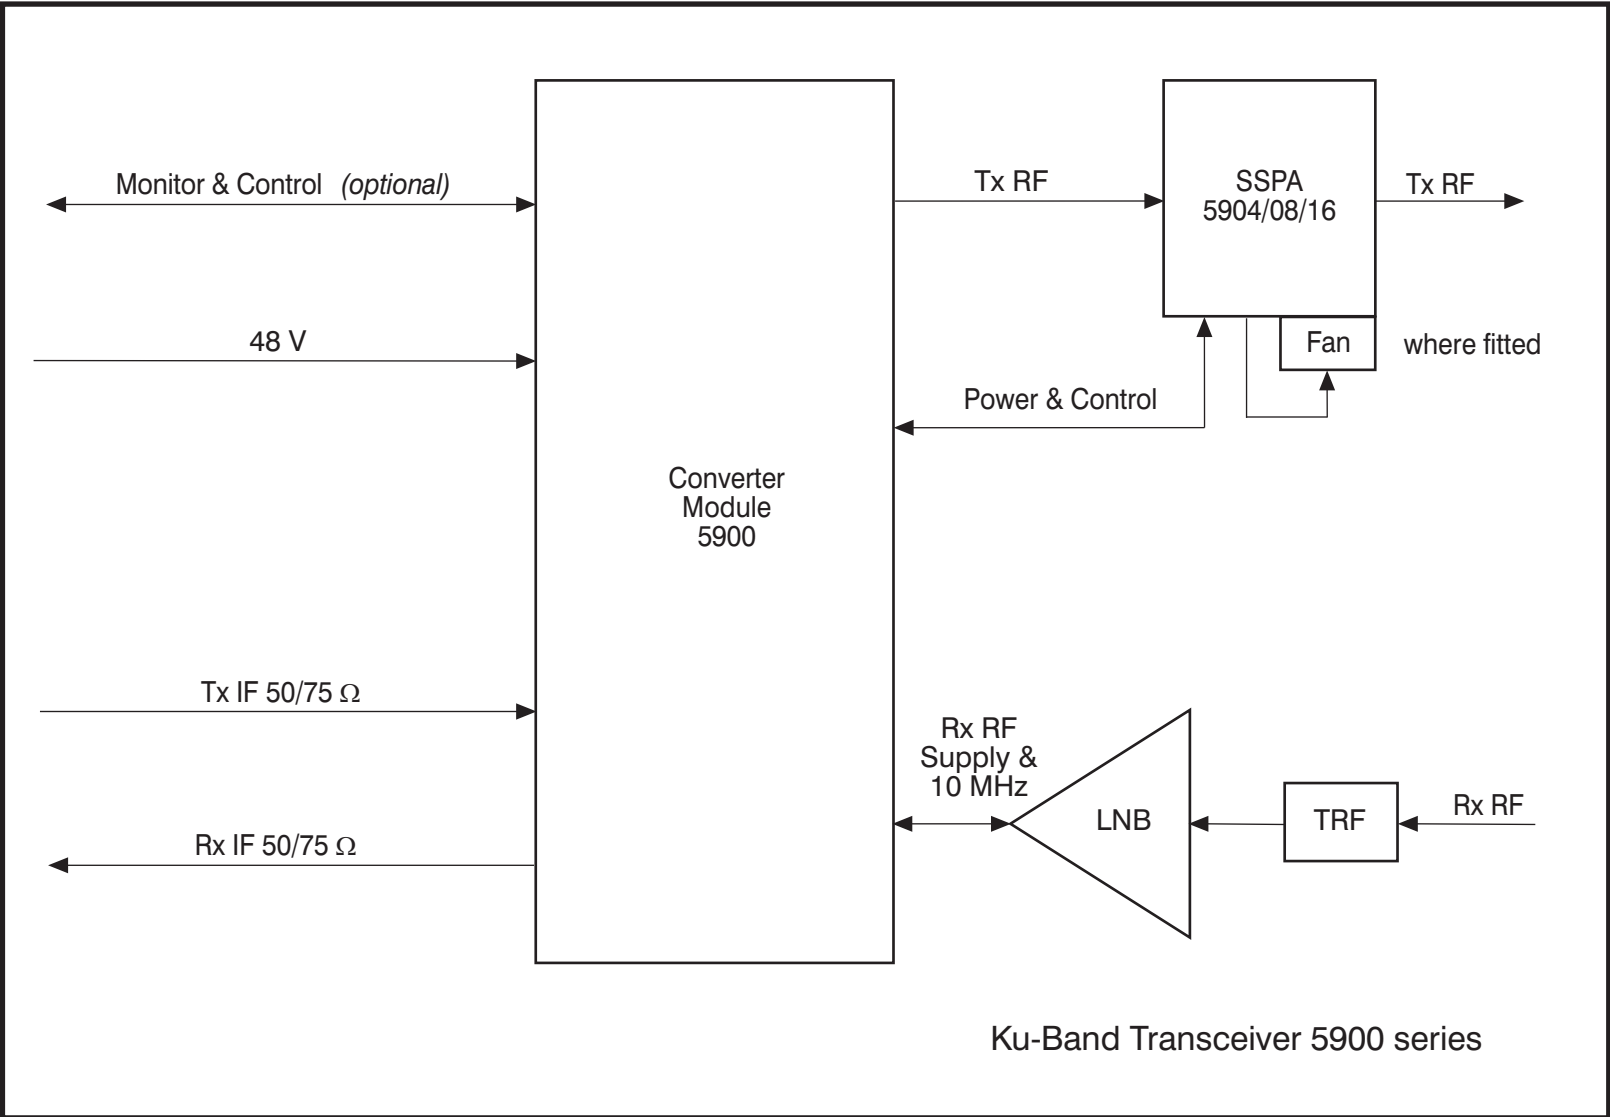 Monitor & Control (optional)
Tx RF
SSPA
5904/08/16
Tx RF
48 V
Fan
where fitted
Power & Control
Converter
Module
5900
Tx IF 50/75 Ω
Rx RF
Supply &
10 MHz
LNB
TRF
Rx RF
Rx IF 50/75 Ω
Ku-Band Transceiver 5900 series